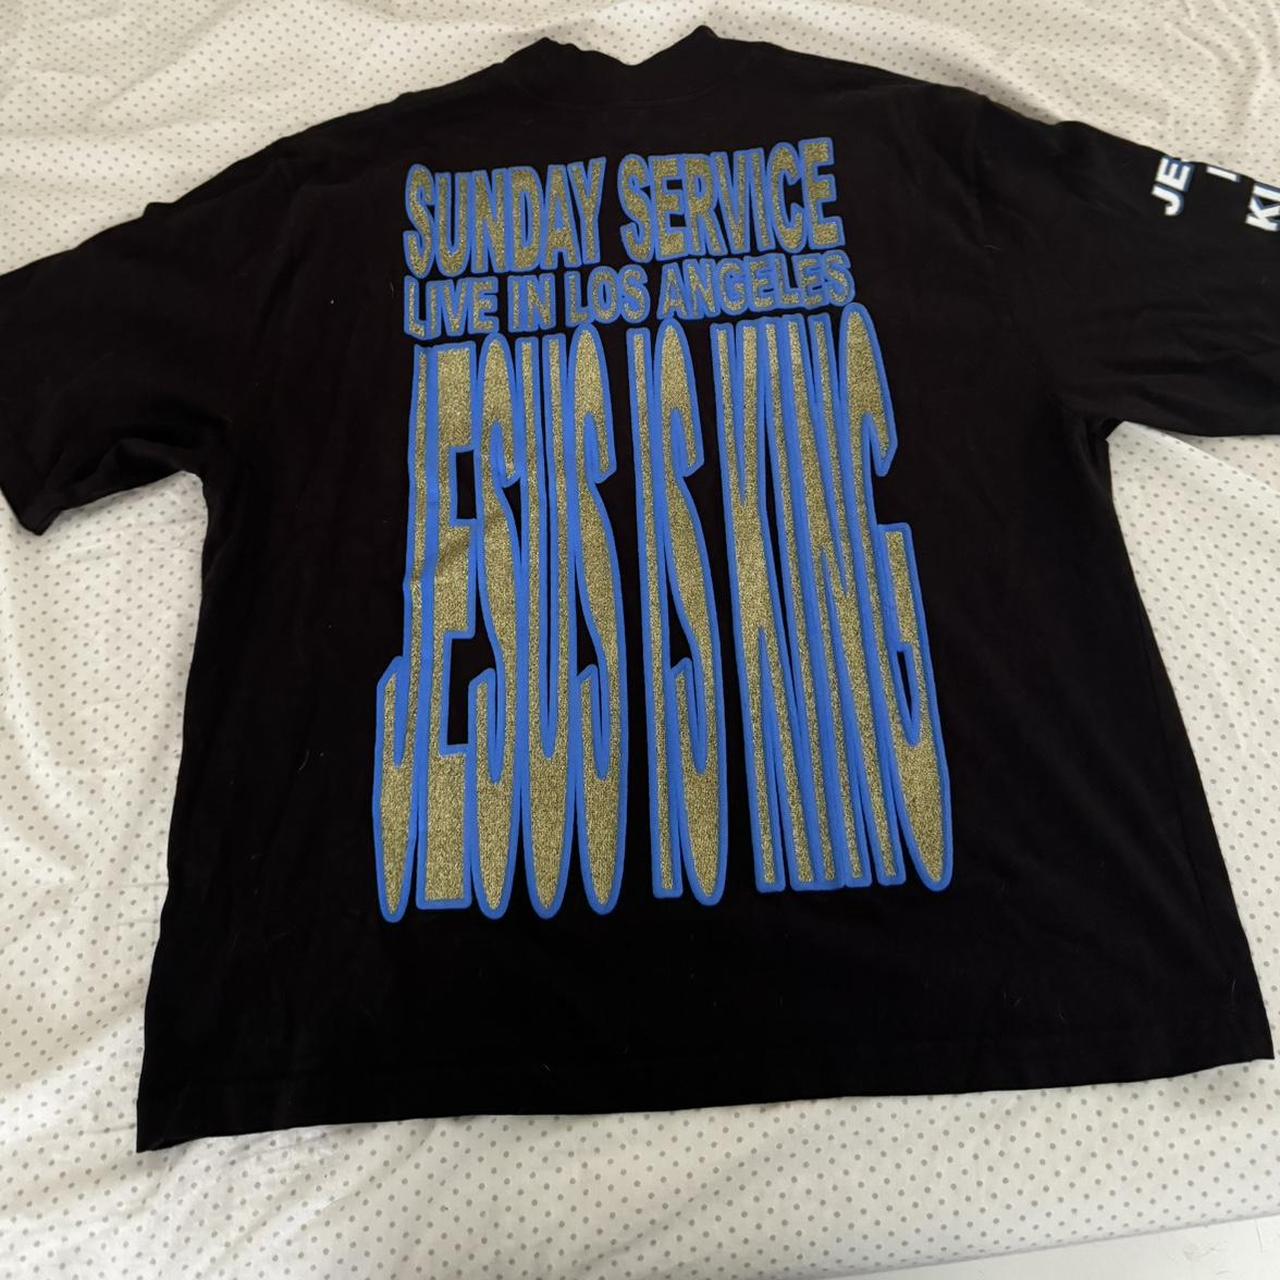 SUNDAY SERVICE
LIVE IN LOS ANGELES
JESUS IS KING